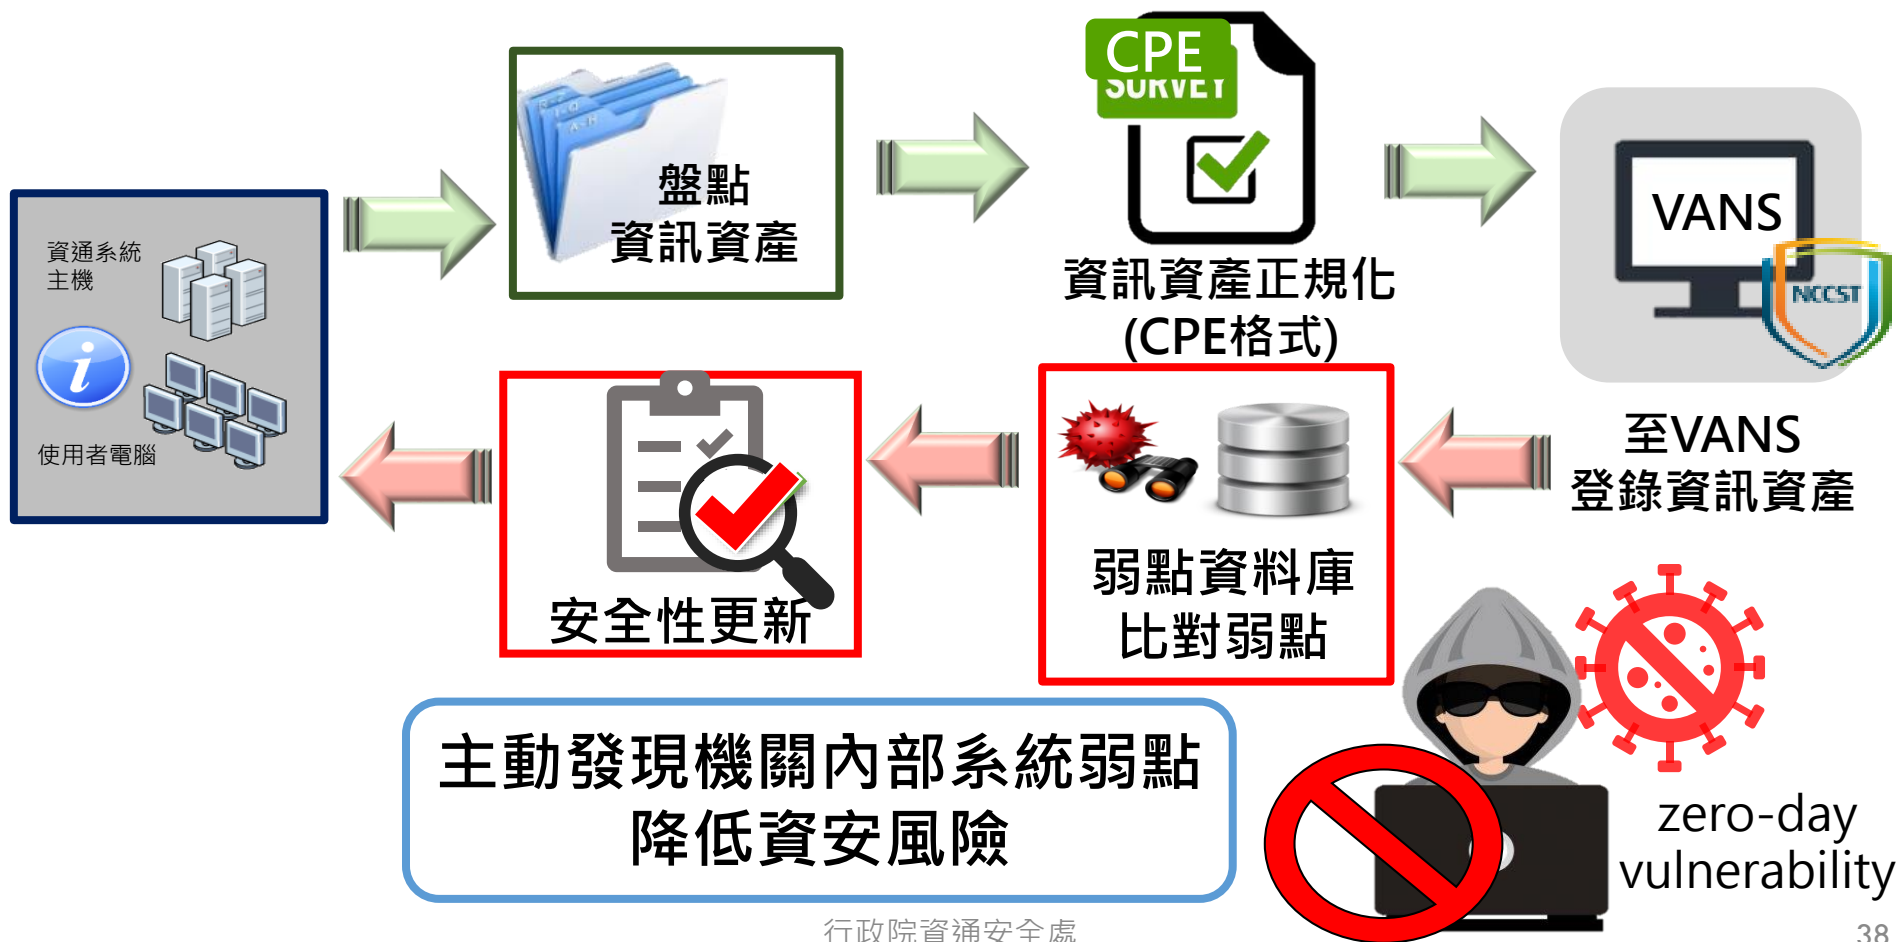 資通系統
主機
使用者電腦
R-Z
I-Q
A-H
盤點
資訊資產
CPE
SURVEY
資訊資產正規化
(CPE格式)
VANS
NCCST
至VANS
登錄資訊資產
弱點資料庫
比對弱點
安全性更新
主動發現機關內部系統弱點
降低資安風險
zero-day
vulnerability
行政院資通安全處
38